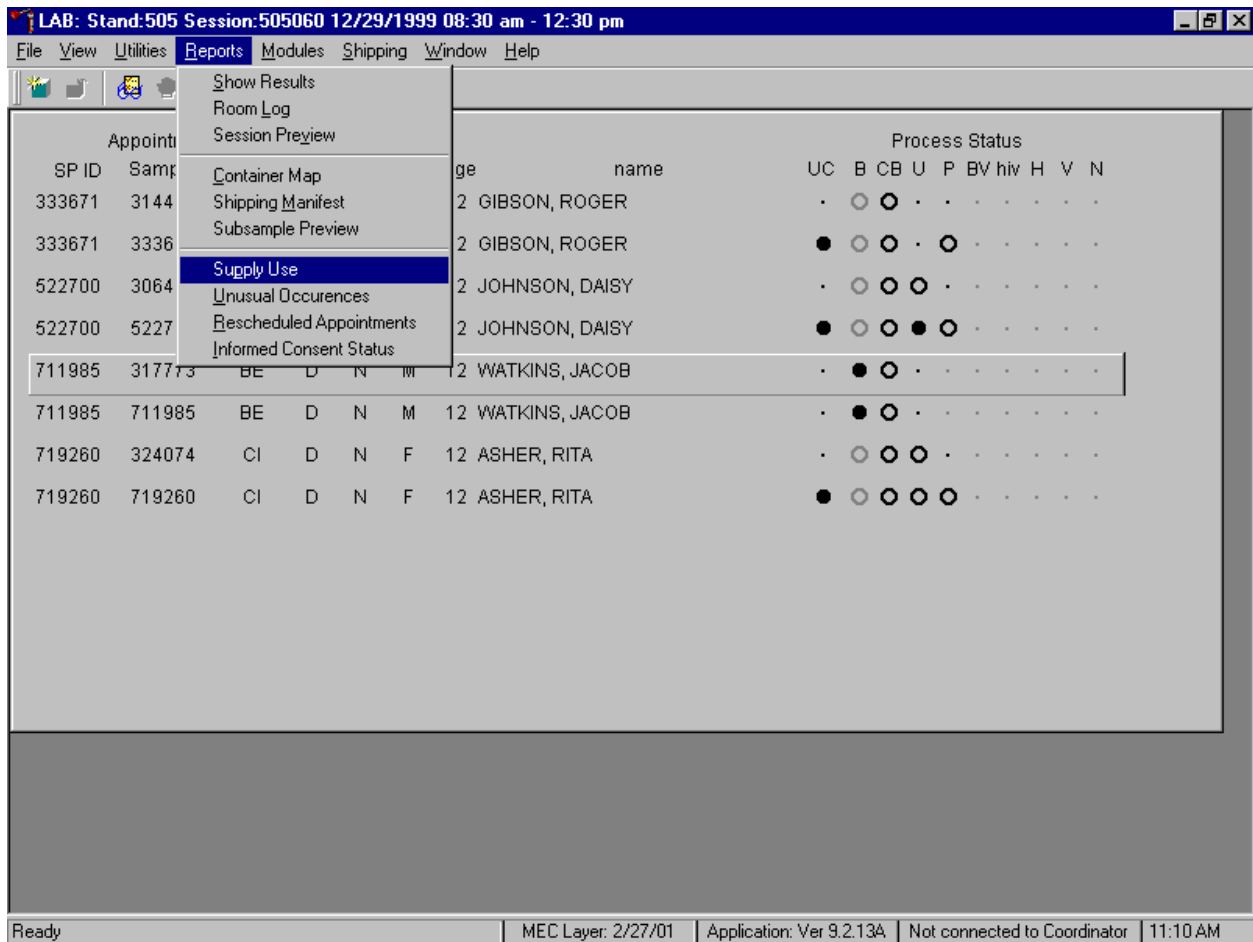 LAB: Stand:505 Session:505060 12/29/1999 08:30 am - 12:30 pm
File View Utilities Reports Modules Shipping Window Help
Show Results
Room Log
Session Preview
Container Map
Shipping Manifest
Subsample Preview
Supply Use
Unusual Occurences
Rescheduled Appointments
Informed Consent Status
Process Status
SP ID name UC B CB U P BV hiv H V N
333671 3144 2 GIBSON, ROGER
333671 3336 2 GIBSON, ROGER
522700 3064 2 JOHNSON, DAISY
522700 5227 2 JOHNSON, DAISY
711985 317773 BE D N M 12 WATKINS, JACOB
711985 711985 BE D N M 12 WATKINS, JACOB
719260 324074 CI D N F 12 ASHER, RITA
719260 719260 CI D N F 12 ASHER, RITA
Ready MEC Layer: 2/27/01 Application: Ver 9.2.13A Not connected to Coordinator 11:10 AM